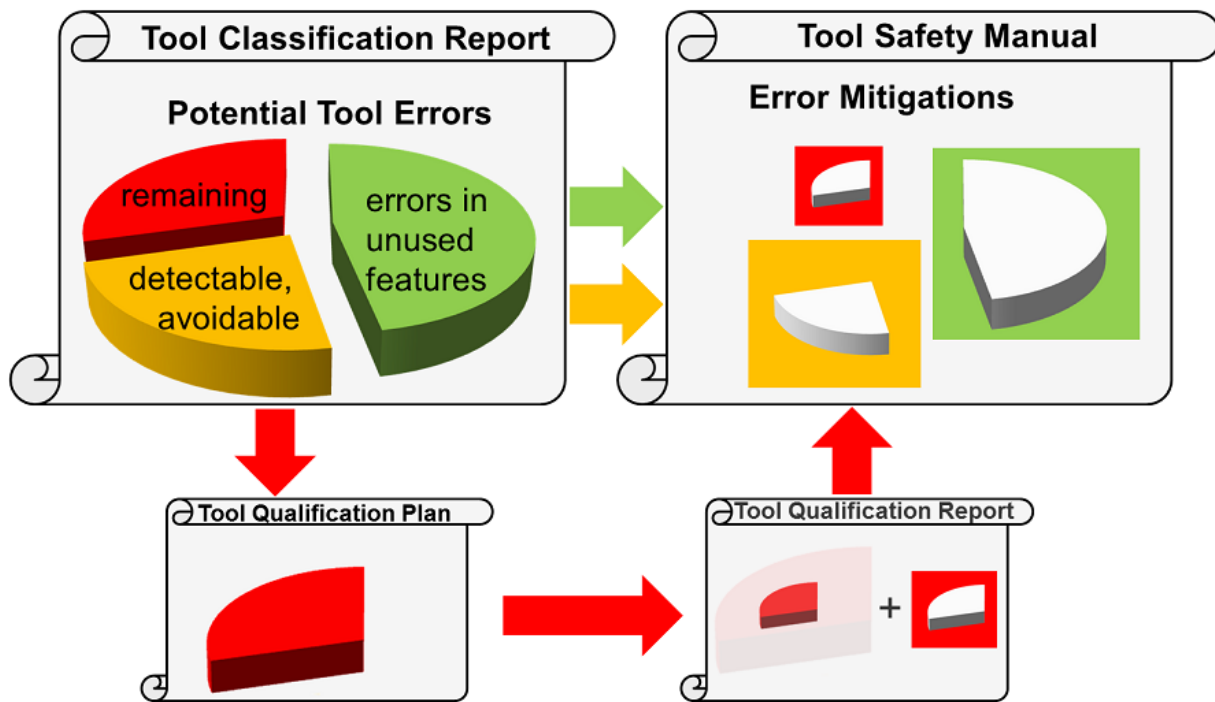 Tool Classification Report
Potential Tool Errors
remaining
errors in
unused
features
detectable,
avoidable
Tool Safety Manual
Error Mitigations
Tool Qualification Plan
Tool Qualification Report
+